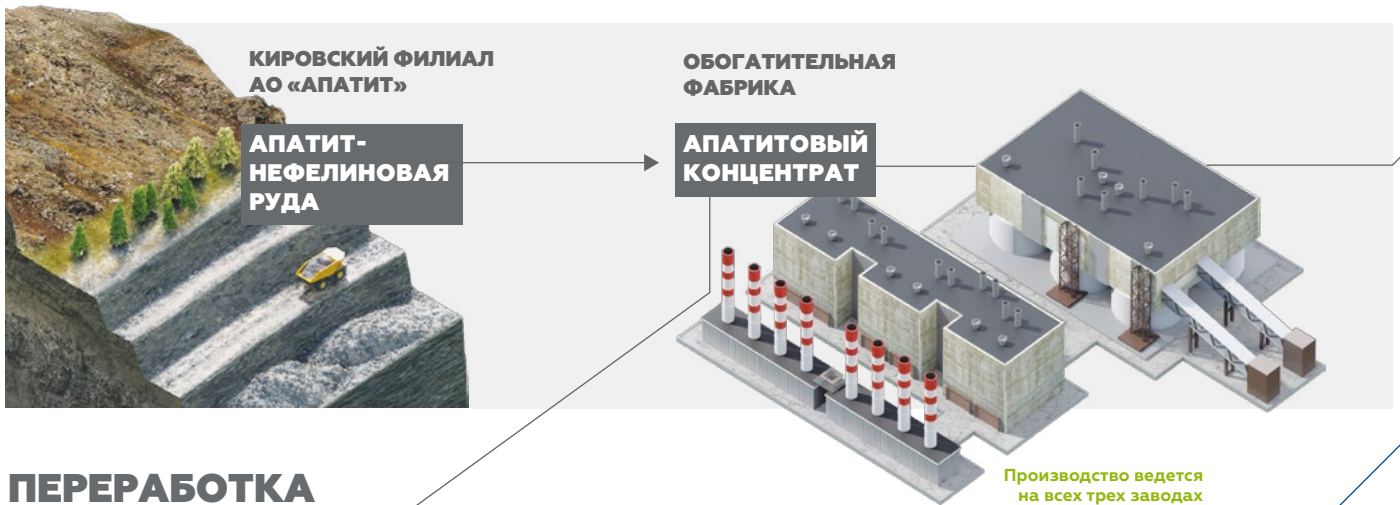 КИРОВСКИЙ ФИЛИАЛ
АО «АПАТИТ»
АПАТИТ-
НЕФЕЛИНОВАЯ
РУДА
ОБОГАТИТЕЛЬНАЯ
ФАБРИКА
АПАТИТОВЫЙ
КОНЦЕНТРАТ
ПЕРЕРАБОТКА
Производство ведется
на всех трех заводах